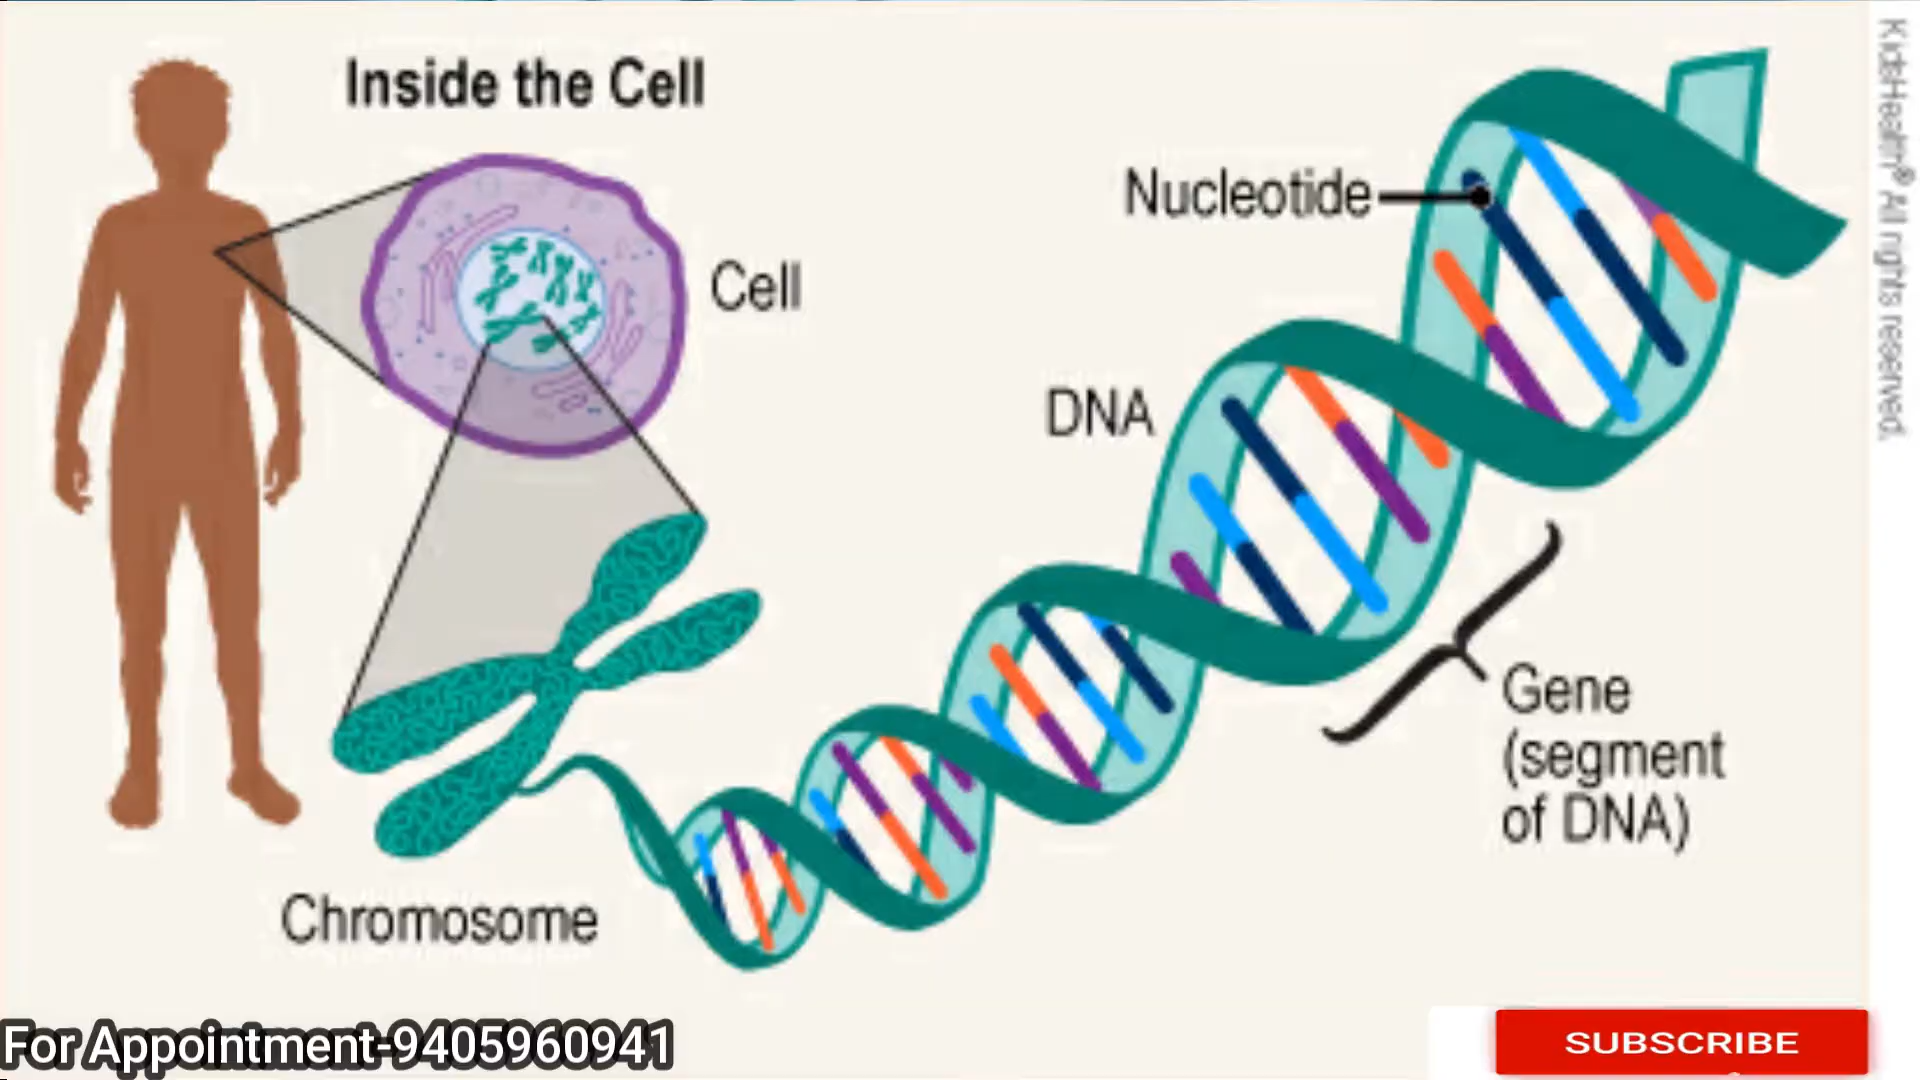 Inside the Cell
Cell
Nucleotide
DNA
Gene
(segment
of DNA)
Chromosome
KidsHealth® All rights reserved.
For Appointment-9405960941
SUBSCRIBE